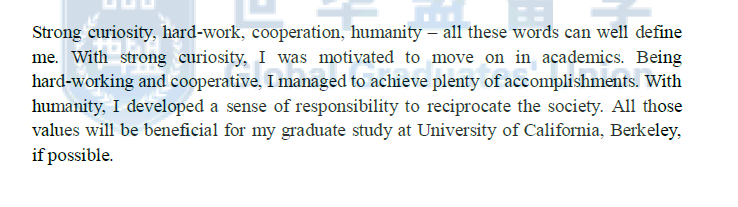 Strong curiosity, hard-work, cooperation, humanity – all these words can well define
me. With strong curiosity, I was motivated to move on in academics. Being
hard-working and cooperative, I managed to achieve plenty of accomplishments. With
humanity, I developed a sense of responsibility to reciprocate the society. All those
values will be beneficial for my graduate study at University of California, Berkeley,
if possible.